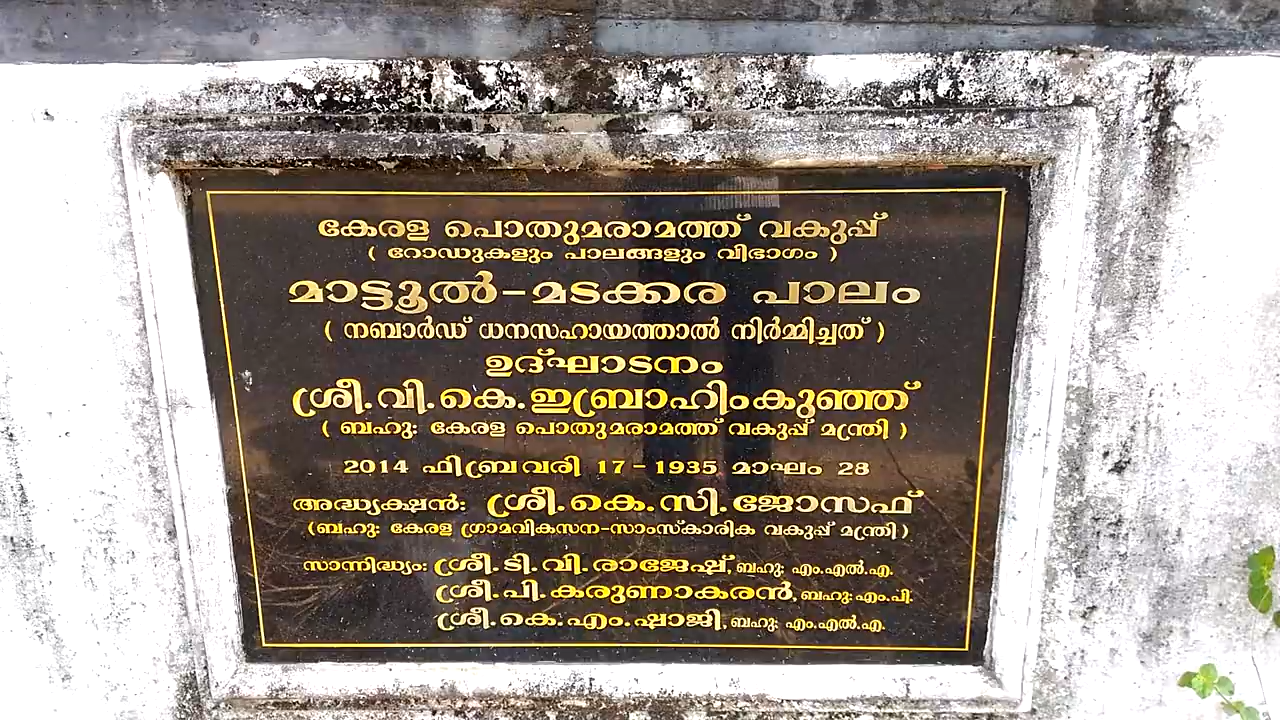 കേരള പൊതുമരാമത്ത് വകുപ്പ്
( റോഡുകളും പാലങ്ങളും വിഭാഗം )
മാട്ടൂൽ-മടക്കര പാലം
( നബാർഡ് ധനസഹായത്താൽ നിർമ്മിച്ചത് )
ഉദ്ഘാടനം
ശ്രീ.വി.കെ.ഇബ്രാഹിംകുഞ്ഞ്
( ബഹു: കേരള പൊതുമരാമത്ത് വകുപ്പ് മന്ത്രി )
2014 ഫിബ്രവരി 17 - 1935 മാഘം 28
അദ്ധ്യക്ഷൻ: ശ്രീ.കെ.സി.ജോസഫ്
(ബഹു: കേരള ഗ്രാമവികസന-സാംസ്കാരിക വകുപ്പ് മന്ത്രി)
സാന്നിദ്ധ്യം: ശ്രീ.ടി.വി.രാജേഷ്, ബഹു: എം.എൽ.എ.
ശ്രീ.പി.കരുണാകരൻ, ബഹു: എം.പി.
ശ്രീ.കെ.എം.ഷാജി, ബഹു: എം.എൽ.എ.